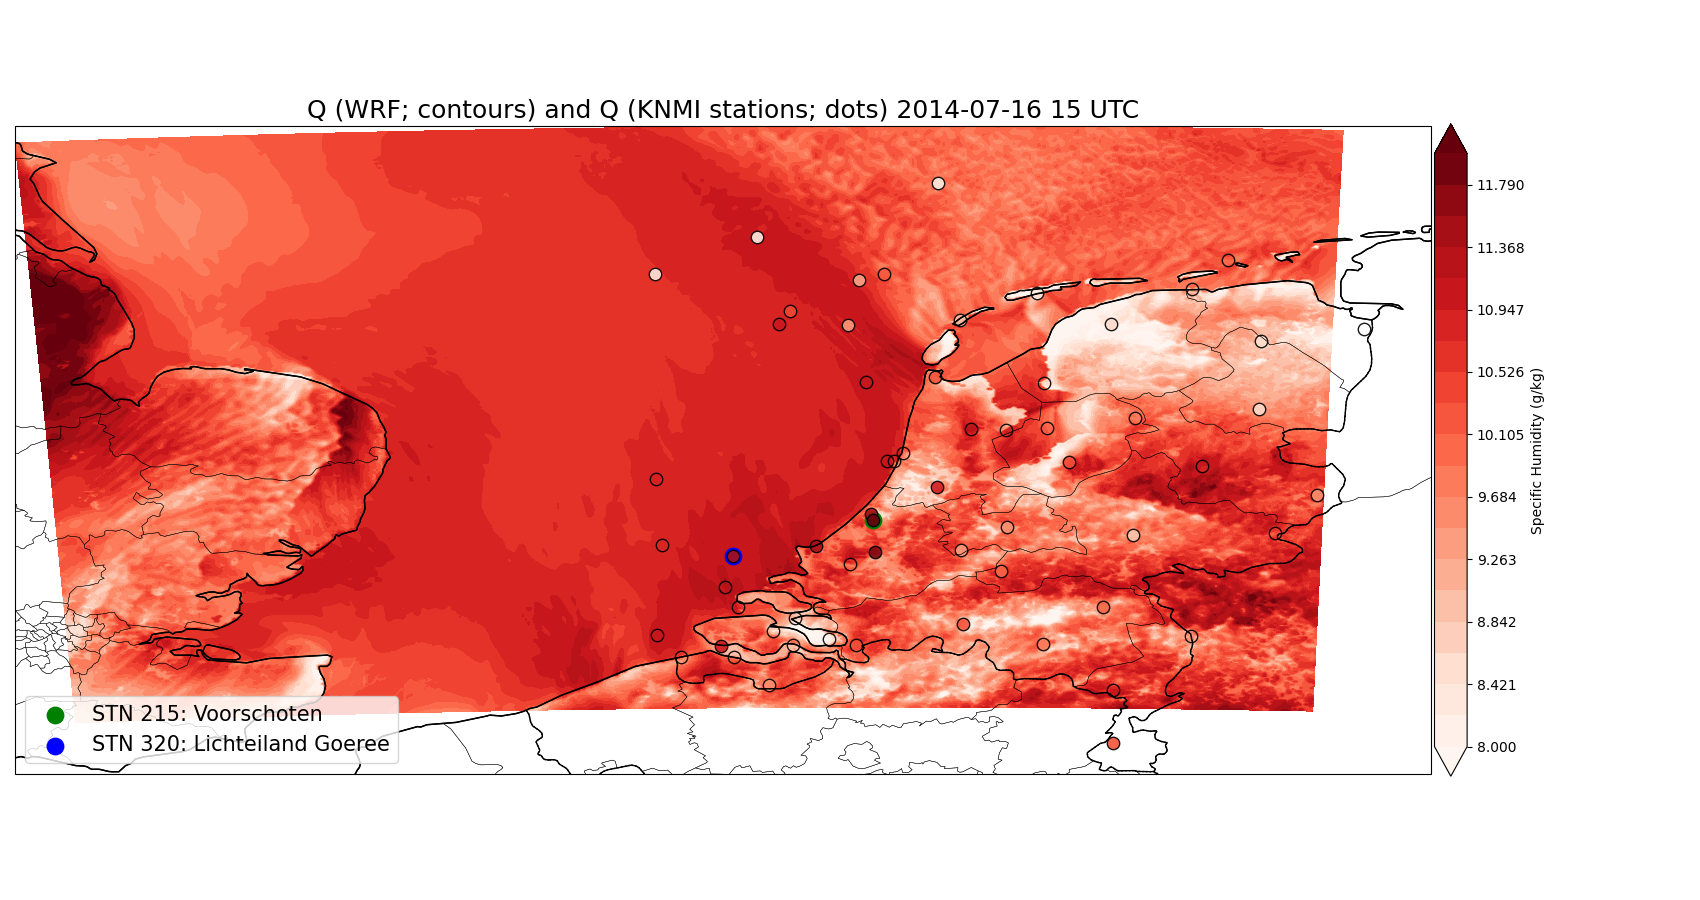 Q (WRF; contours) and Q (KNMI stations; dots) 2014-07-16 15 UTC
11.790
11.368
10.947
10.526
10.105
9.684
9.263
8.842
8.421
8.000
Specific Humidity (g/kg)
STN 215: Voorschoten
STN 320: Lichteiland Goeree